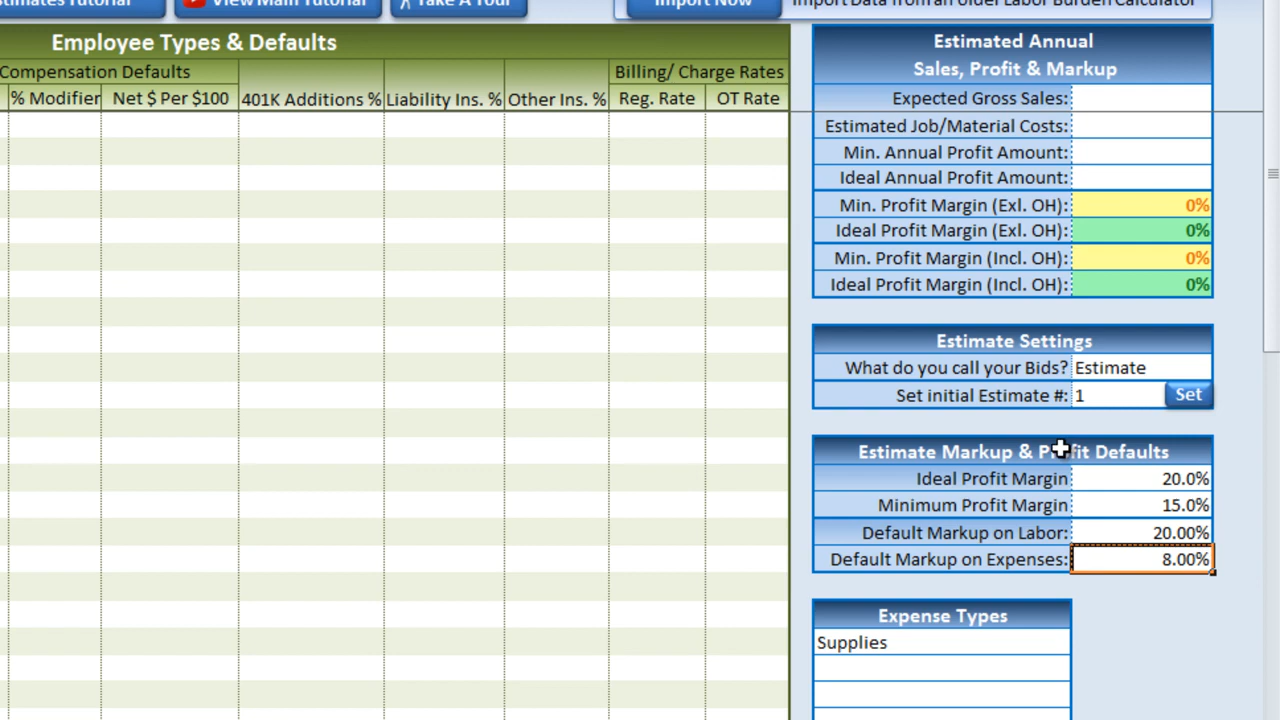 stimates Tutorial
View Main Tutorial
Take A Tour
Import Now
Import Data from an older Labor Burden Calculator
Employee Types & Defaults
Compensation Defaults
Billing/ Charge Rates
% Modifier
Net $ Per $100
401K Additions %
Liability Ins. %
Other Ins. %
Reg. Rate
OT Rate
Estimated Annual
Sales, Profit & Markup
Expected Gross Sales:
Estimated Job/Material Costs:
Min. Annual Profit Amount:
Ideal Annual Profit Amount:
Min. Profit Margin (Exl. OH): 0%
Ideal Profit Margin (Exl. OH): 0%
Min. Profit Margin (Incl. OH): 0%
Ideal Profit Margin (Incl. OH): 0%
Estimate Settings
What do you call your Bids? Estimate
Set initial Estimate #: 1 Set
Estimate Markup & Profit Defaults
Ideal Profit Margin 20.0%
Minimum Profit Margin 15.0%
Default Markup on Labor: 20.00%
Default Markup on Expenses: 8.00%
Expense Types
Supplies